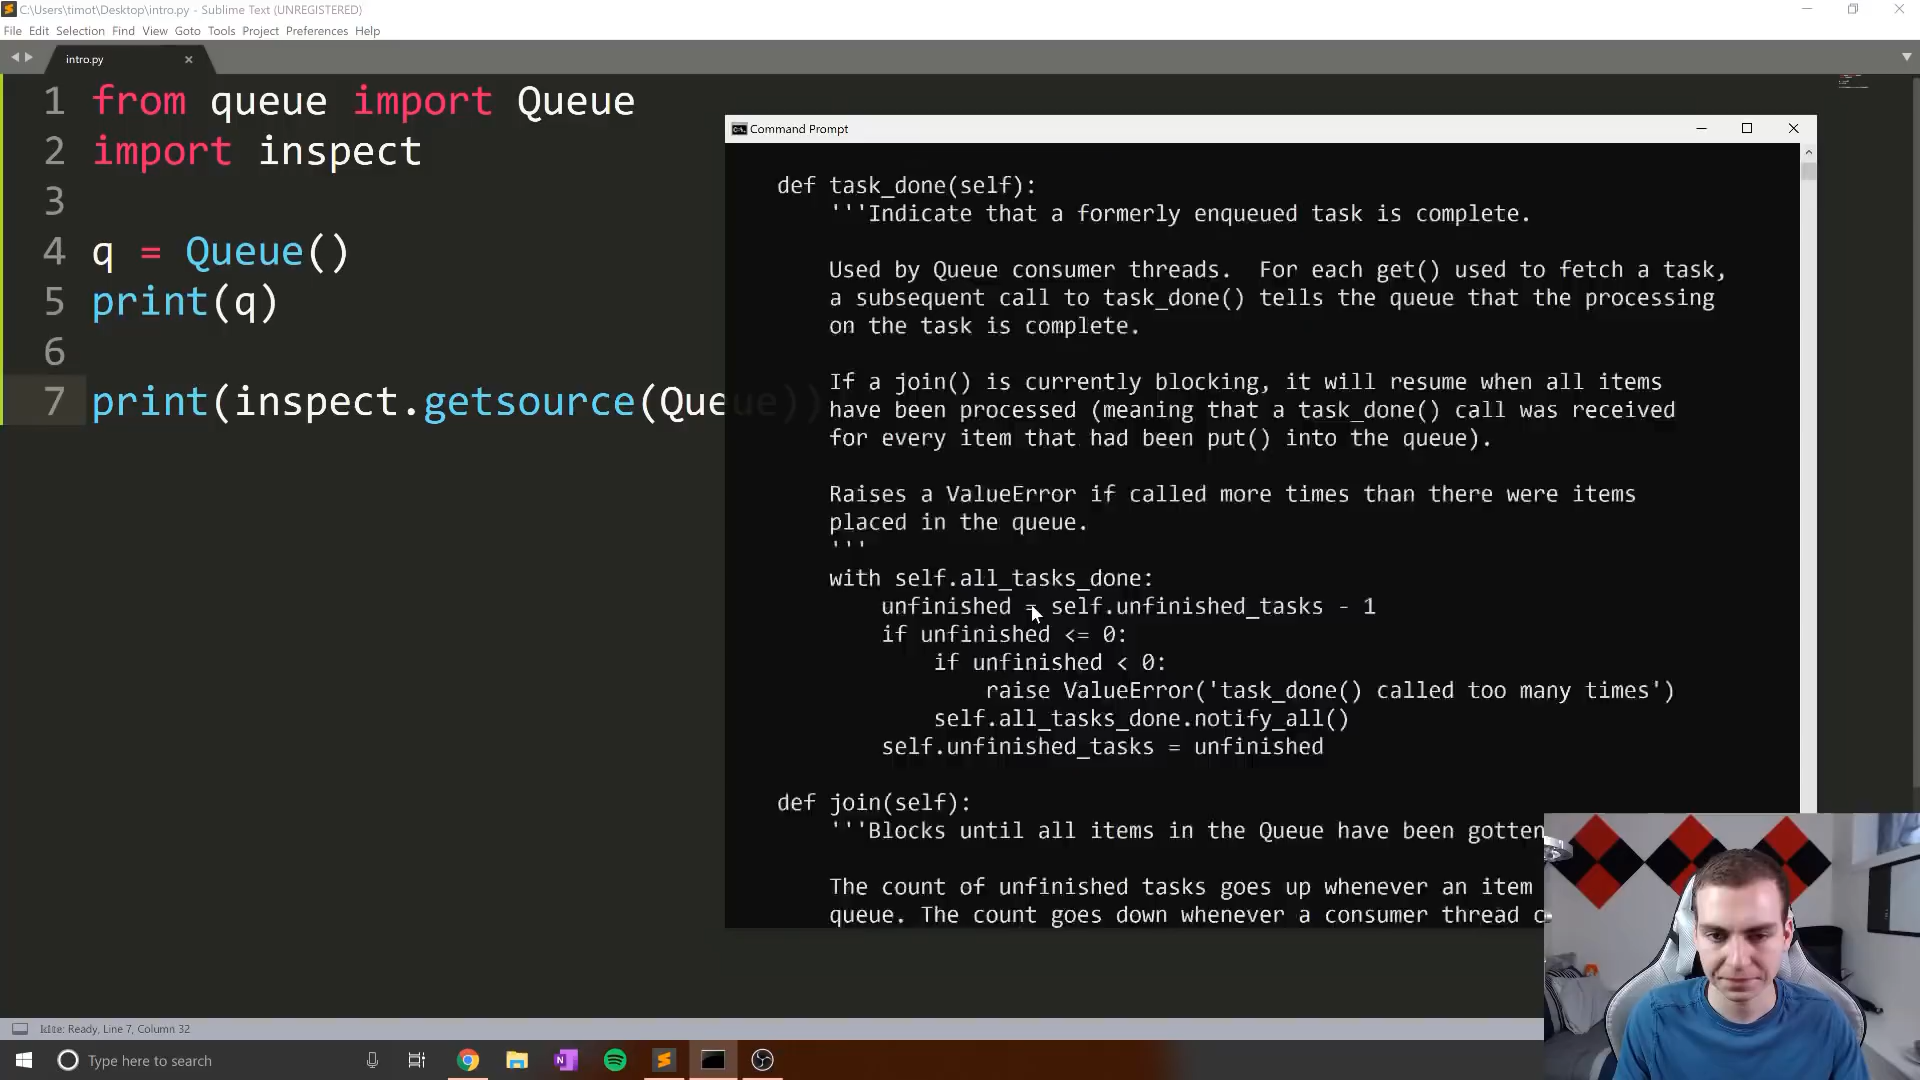 C:\Users\timot\Desktop\intro.py - Sublime Text (UNREGISTERED)
File Edit Selection Find View Goto Tools Project Preferences Help
intro.py
1 from queue import Queue
2 import inspect
3
4 q = Queue()
5 print(q)
6
7 print(inspect.getsource(Queue))
Command Prompt
def task_done(self):
'''Indicate that a formerly enqueued task is complete.
Used by Queue consumer threads.  For each get() used to fetch a task,
a subsequent call to task_done() tells the queue that the processing
on the task is complete.
If a join() is currently blocking, it will resume when all items
have been processed (meaning that a task_done() call was received
for every item that had been put() into the queue).
Raises a ValueError if called more times than there were items
placed in the queue.
'''
with self.all_tasks_done:
unfinished = self.unfinished_tasks - 1
if unfinished <= 0:
if unfinished < 0:
raise ValueError('task_done() called too many times')
self.all_tasks_done.notify_all()
self.unfinished_tasks = unfinished
def join(self):
'''Blocks until all items in the Queue have been gotten
The count of unfinished tasks goes up whenever an item
queue. The count goes down whenever a consumer thread
Ready, Line 7, Column 32
Type here to search